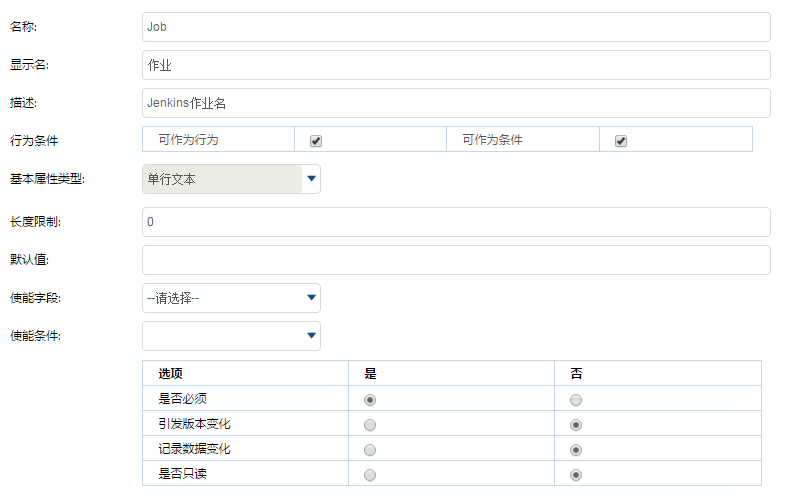 名称: Job
显示名: 作业
描述: Jenkins作业名
行为条件 可作为行为 可作为条件
基本属性类型: 单行文本
长度限制: 0
默认值:
使能字段: --请选择--
使能条件:
选项 是 否
是否必须
引发版本变化
记录数据变化
是否只读